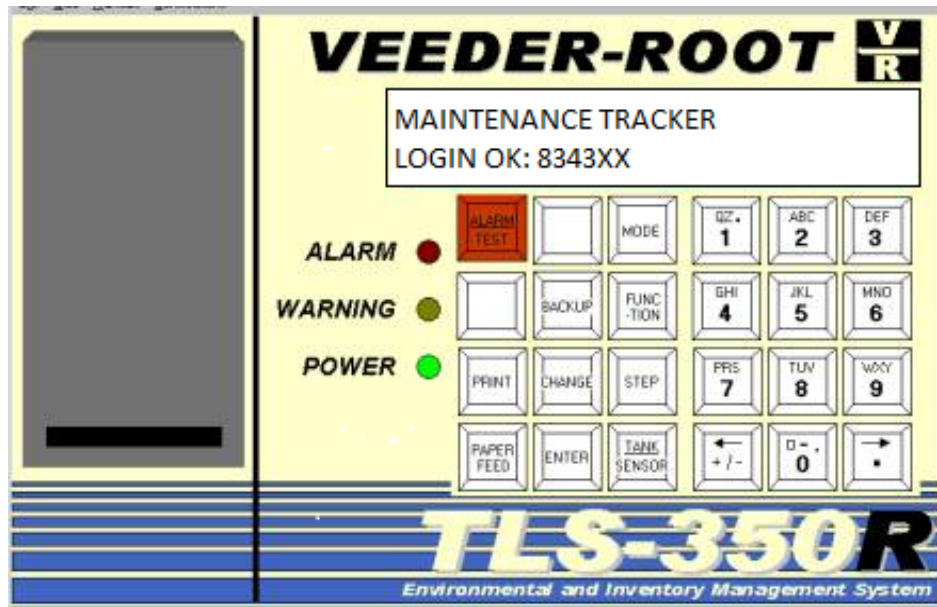 VEEDER-ROOT
V
R
MAINTENANCE TRACKER
LOGIN OK: 8343XX
ALARM
WARNING
POWER
ALARM
TEST
MODE
QZ.
1
ABC
2
DEF
3
BACKUP
FUNC
-TION
GHI
4
JKL
5
MNO
6
PRINT
CHANGE
STEP
PRS
7
TUV
8
WXY
9
PAPER
FEED
ENTER
TANK
SENSOR
←
+/-
0
→
.
TLS-350R
Environmental and Inventory Management System